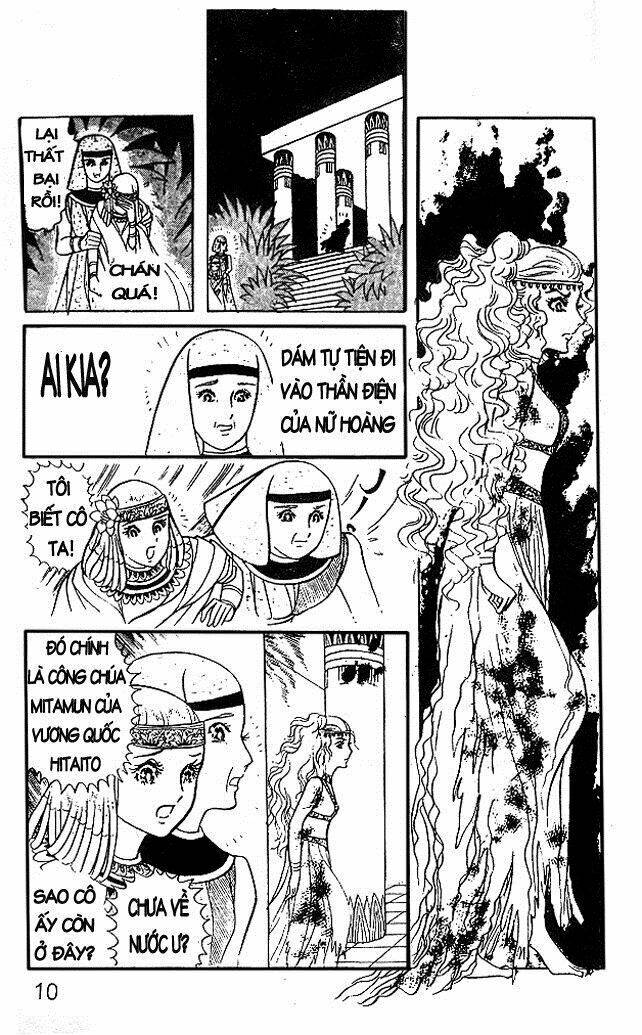 LẠI
THẤT
BẠI
RỒI!
CHÁN
QUÁ!
AI KIA?
DÁM TỰ TIỆN ĐI
VÀO THẦN ĐIỆN
CỦA NỮ HOÀNG
TÔI
BIẾT CÔ
TA!
ĐÓ CHÍNH
LÀ CÔNG CHÚA
MITAMUN CỦA
VƯƠNG QUỐC
HITAITO
SAO CÔ
ẤY CÒN
Ở ĐÂY?
CHƯA VỀ
NƯỚC Ư?
10